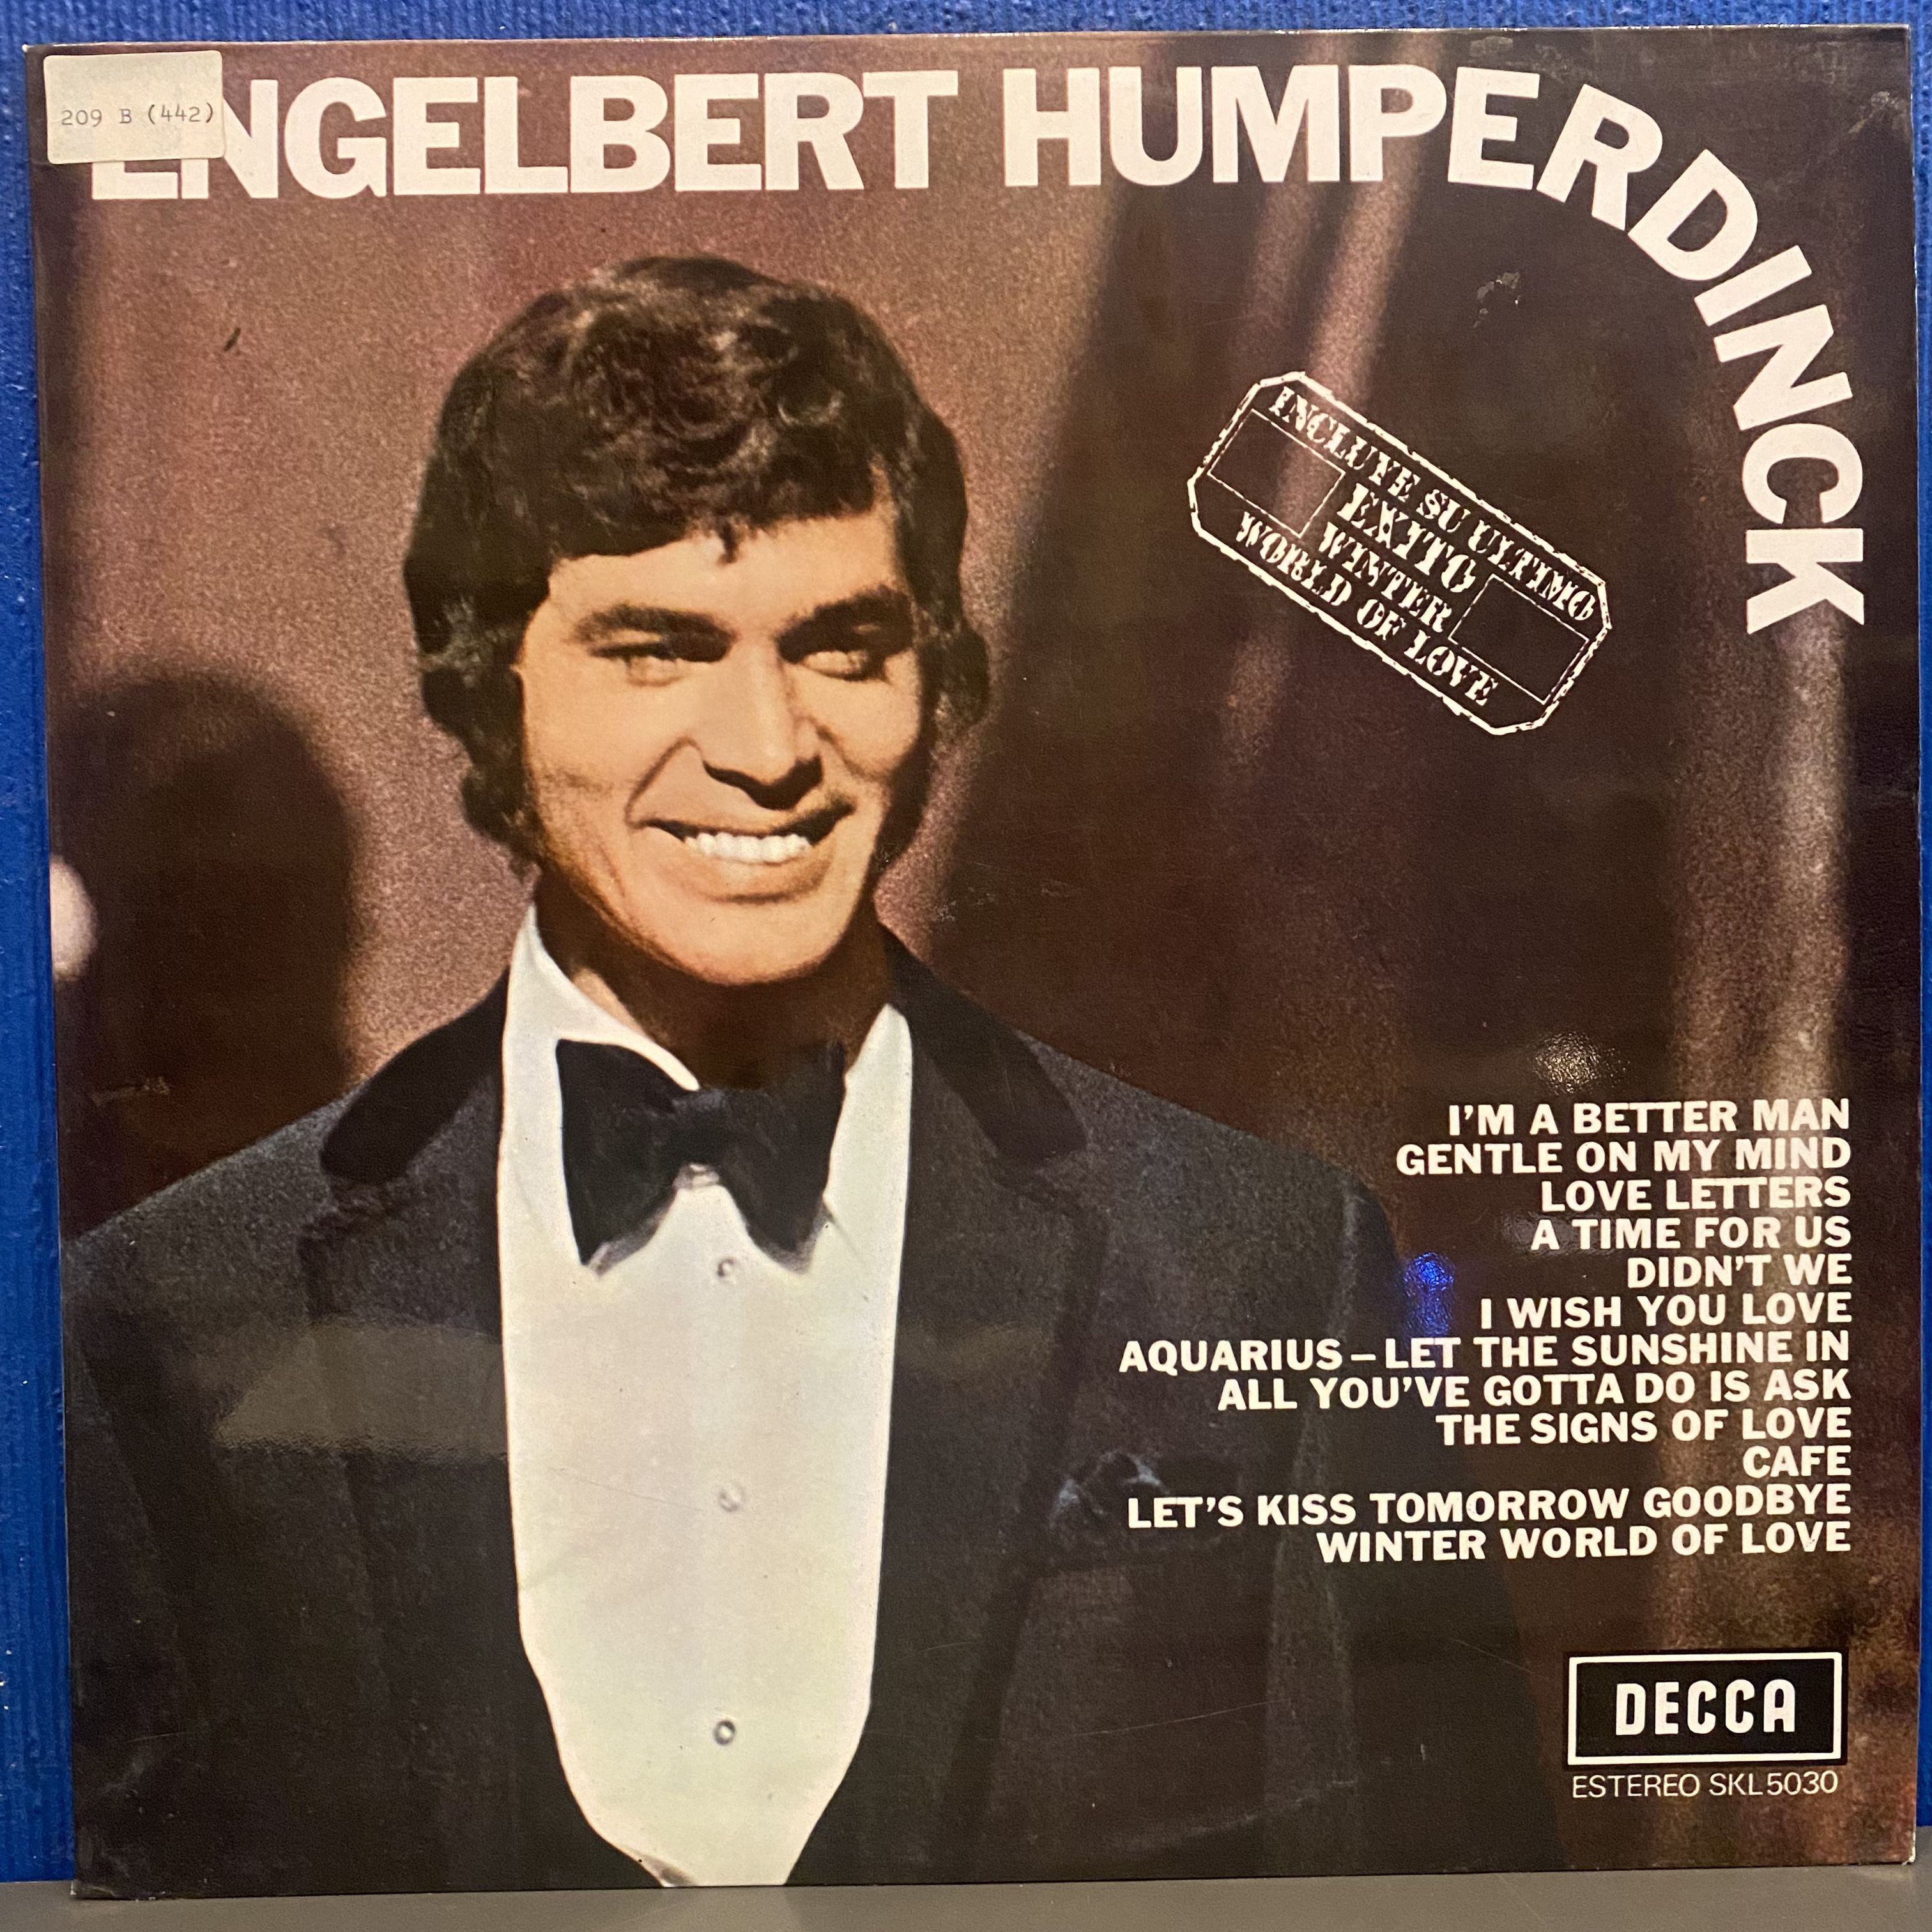 209 B (442)
ENGELBERT HUMPERDINCK
INCLUYE SU ULTIMO
EXITO
WINTER
WORLD OF LOVE
I'M A BETTER MAN
GENTLE ON MY MIND
LOVE LETTERS
A TIME FOR US
DIDN'T WE
I WISH YOU LOVE
AQUARIUS – LET THE SUNSHINE IN
ALL YOU'VE GOTTA DO IS ASK
THE SIGNS OF LOVE
CAFE
LET'S KISS TOMORROW GOODBYE
WINTER WORLD OF LOVE
DECCA
ESTEREO SKL 5030